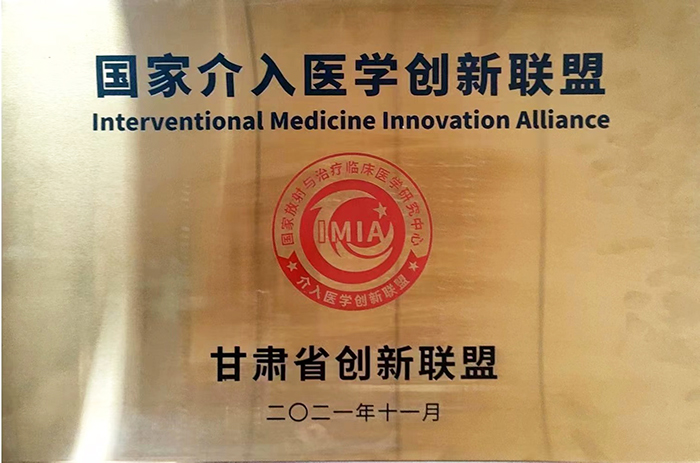 国家介入医学创新联盟
Interventional Medicine Innovation Alliance
国家放射与治疗临床医学研究中心
IMIA
介入医学创新联盟
甘肃省创新联盟
二〇二一年十一月